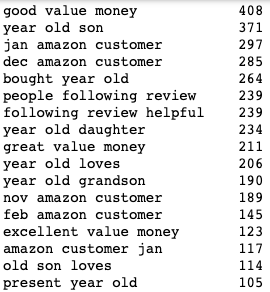 good value money 408
year old son 371
jan amazon customer 297
dec amazon customer 285
bought year old 264
people following review 239
following review helpful 239
year old daughter 234
great value money 211
year old loves 206
year old grandson 190
nov amazon customer 189
feb amazon customer 145
excellent value money 123
amazon customer jan 117
old son loves 114
present year old 105